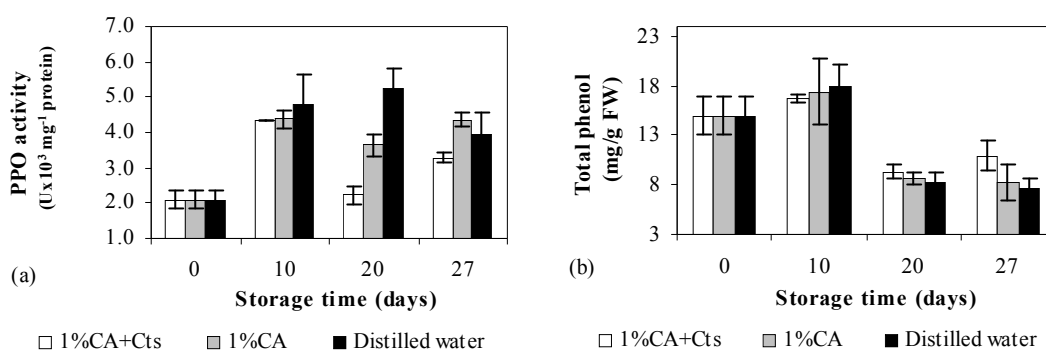 7.0
6.0
5.0
4.0
3.0
2.0
1.0
PPO activity
(Ux10³ mg⁻¹ protein)
0 10 20 27
(a)
Storage time (days)
1%CA+Cts 1%CA Distilled water
23
18
13
8
3
Total phenol
(mg/g FW)
0 10 20 27
(b)
Storage time (days)
1%CA+Cts 1%CA Distilled water